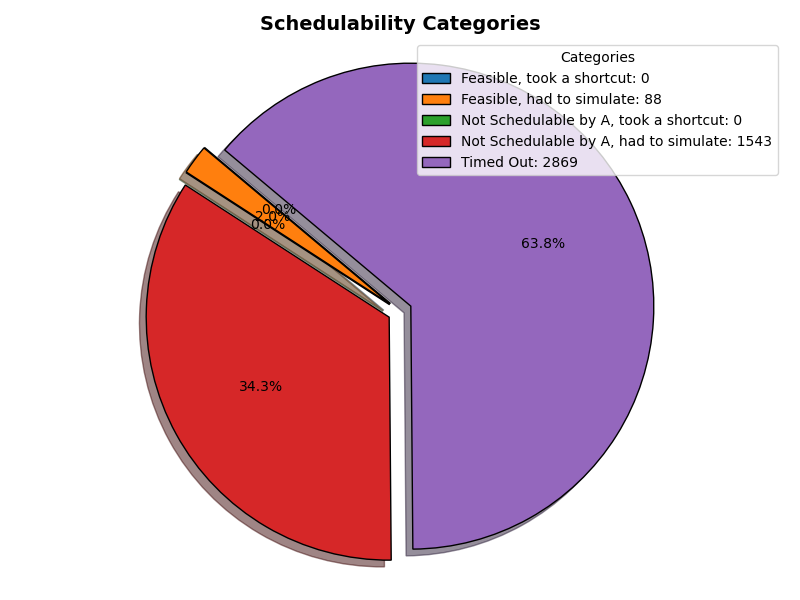 Schedulability Categories
Categories
Feasible, took a shortcut: 0
Feasible, had to simulate: 88
Not Schedulable by A, took a shortcut: 0
Not Schedulable by A, had to simulate: 1543
Timed Out: 2869
0.0%
2.0%
0.0%
63.8%
34.3%